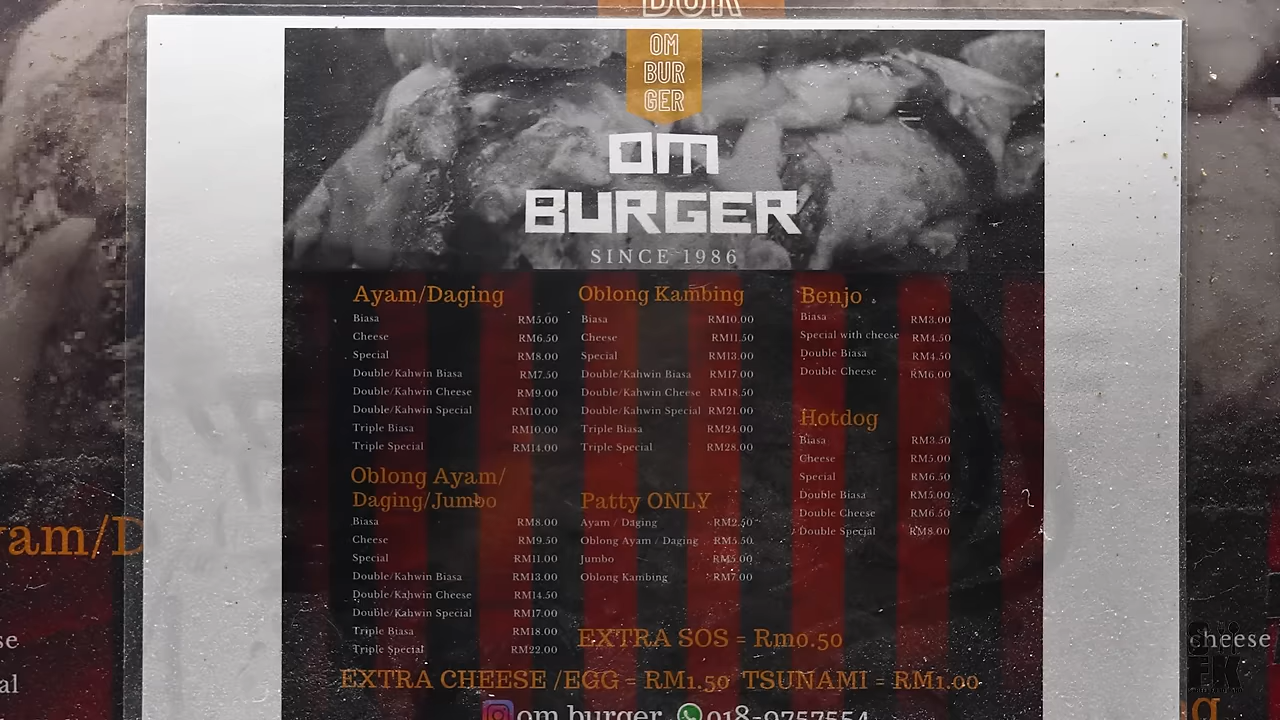 OM
BUR
GER
OM
BURGER
SINCE 1986
Ayam/Daging
Biasa RM5.00
Cheese RM6.50
Special RM8.00
Double/Kahwin Biasa RM7.50
Double/Kahwin Cheese RM9.00
Double/Kahwin Special RM10.00
Triple Biasa RM10.00
Triple Special RM14.00
Oblong Ayam/
Daging/Jumbo
Biasa RM8.00
Cheese RM9.50
Special RM11.00
Double/Kahwin Biasa RM13.00
Double/Kahwin Cheese RM14.50
Double/Kahwin Special RM17.00
Triple Biasa RM18.00
Triple Special RM22.00
Oblong Kambing
Biasa RM10.00
Cheese RM11.50
Special RM13.00
Double/Kahwin Biasa RM17.00
Double/Kahwin Cheese RM18.50
Double/Kahwin Special RM21.00
Triple Biasa RM24.00
Triple Special RM28.00
Patty ONLY
Ayam / Daging RM2.50
Oblong Ayam / Daging RM5.50
Jumbo RM5.00
Oblong Kambing RM7.00
Benjo
Biasa RM3.00
Special with cheese RM4.50
Double Biasa RM4.50
Double Cheese RM6.00
Hotdog
Biasa RM3.50
Cheese RM5.00
Special RM6.50
Double Biasa RM5.00
Double Cheese RM6.50
Double Special RM8.00
EXTRA SOS = Rm0.50
EXTRA CHEESE /EGG = RM1.50 TSUNAMI = RM1.00
om burger 018-9757554
cheese